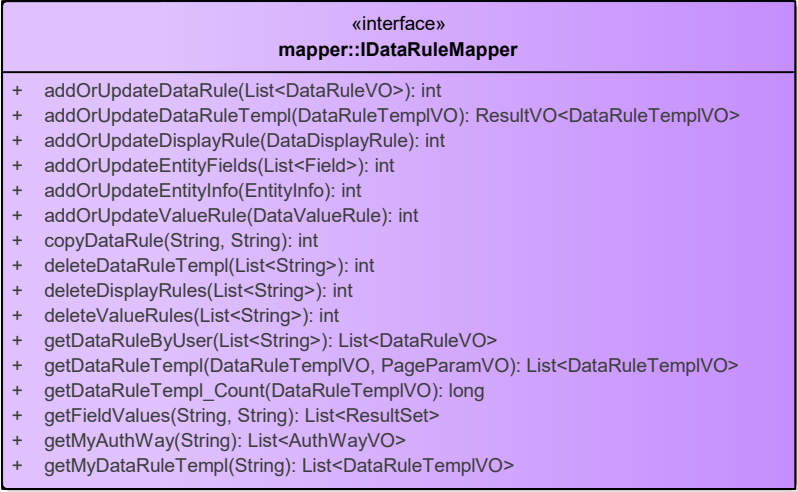 «interface»
mapper::IDataRuleMapper
+ addOrUpdateDataRule(List<DataRuleVO>): int
+ addOrUpdateDataRuleTempl(DataRuleTemplVO): ResultVO<DataRuleTemplVO>
+ addOrUpdateDisplayRule(DataDisplayRule): int
+ addOrUpdateEntityFields(List<Field>): int
+ addOrUpdateEntityInfo(EntityInfo): int
+ addOrUpdateValueRule(DataValueRule): int
+ copyDataRule(String, String): int
+ deleteDataRuleTempl(List<String>): int
+ deleteDisplayRules(List<String>): int
+ deleteValueRules(List<String>): int
+ getDataRuleByUser(List<String>): List<DataRuleVO>
+ getDataRuleTempl(DataRuleTemplVO, PageParamVO): List<DataRuleTemplVO>
+ getDataRuleTempl_Count(DataRuleTemplVO): long
+ getFieldValues(String, String): List<ResultSet>
+ getMyAuthWay(String): List<AuthWayVO>
+ getMyDataRuleTempl(String): List<DataRuleTemplVO>